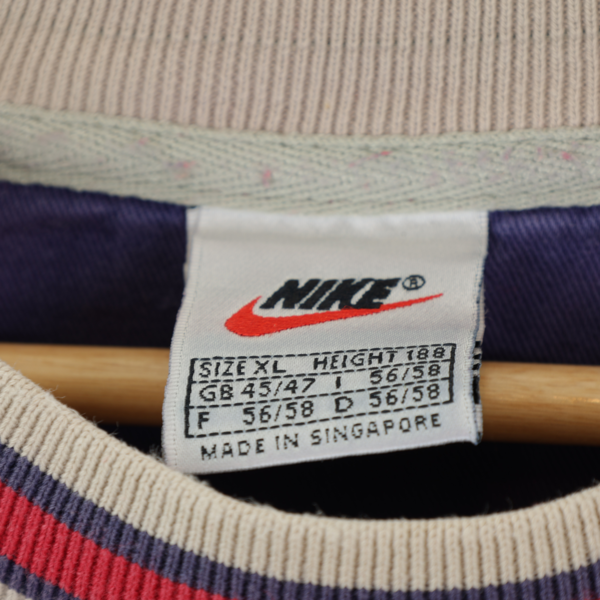 NIKE®
SIZE XL HEIGHT 188
GB 45/47 I 56/58
F 56/58 D 56/58
MADE IN SINGAPORE